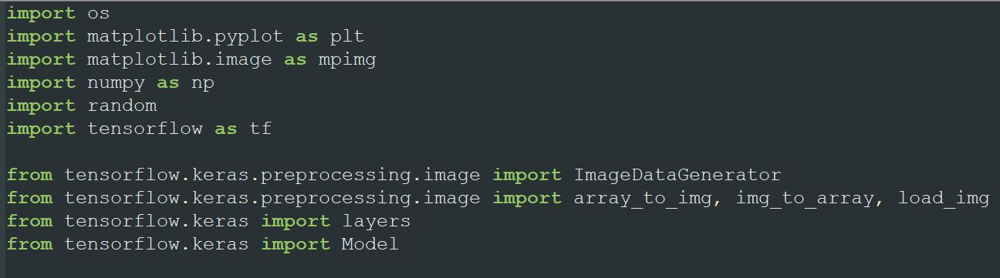 import os
import matplotlib.pyplot as plt
import matplotlib.image as mpimg
import numpy as np
import random
import tensorflow as tf
from tensorflow.keras.preprocessing.image import ImageDataGenerator
from tensorflow.keras.preprocessing.image import array_to_img, img_to_array, load_img
from tensorflow.keras import layers
from tensorflow.keras import Model